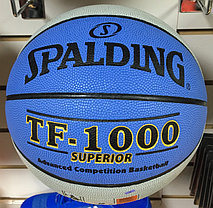 S
SPALDING
TF-1000
SUPERIOR
Advanced Competition Basketball